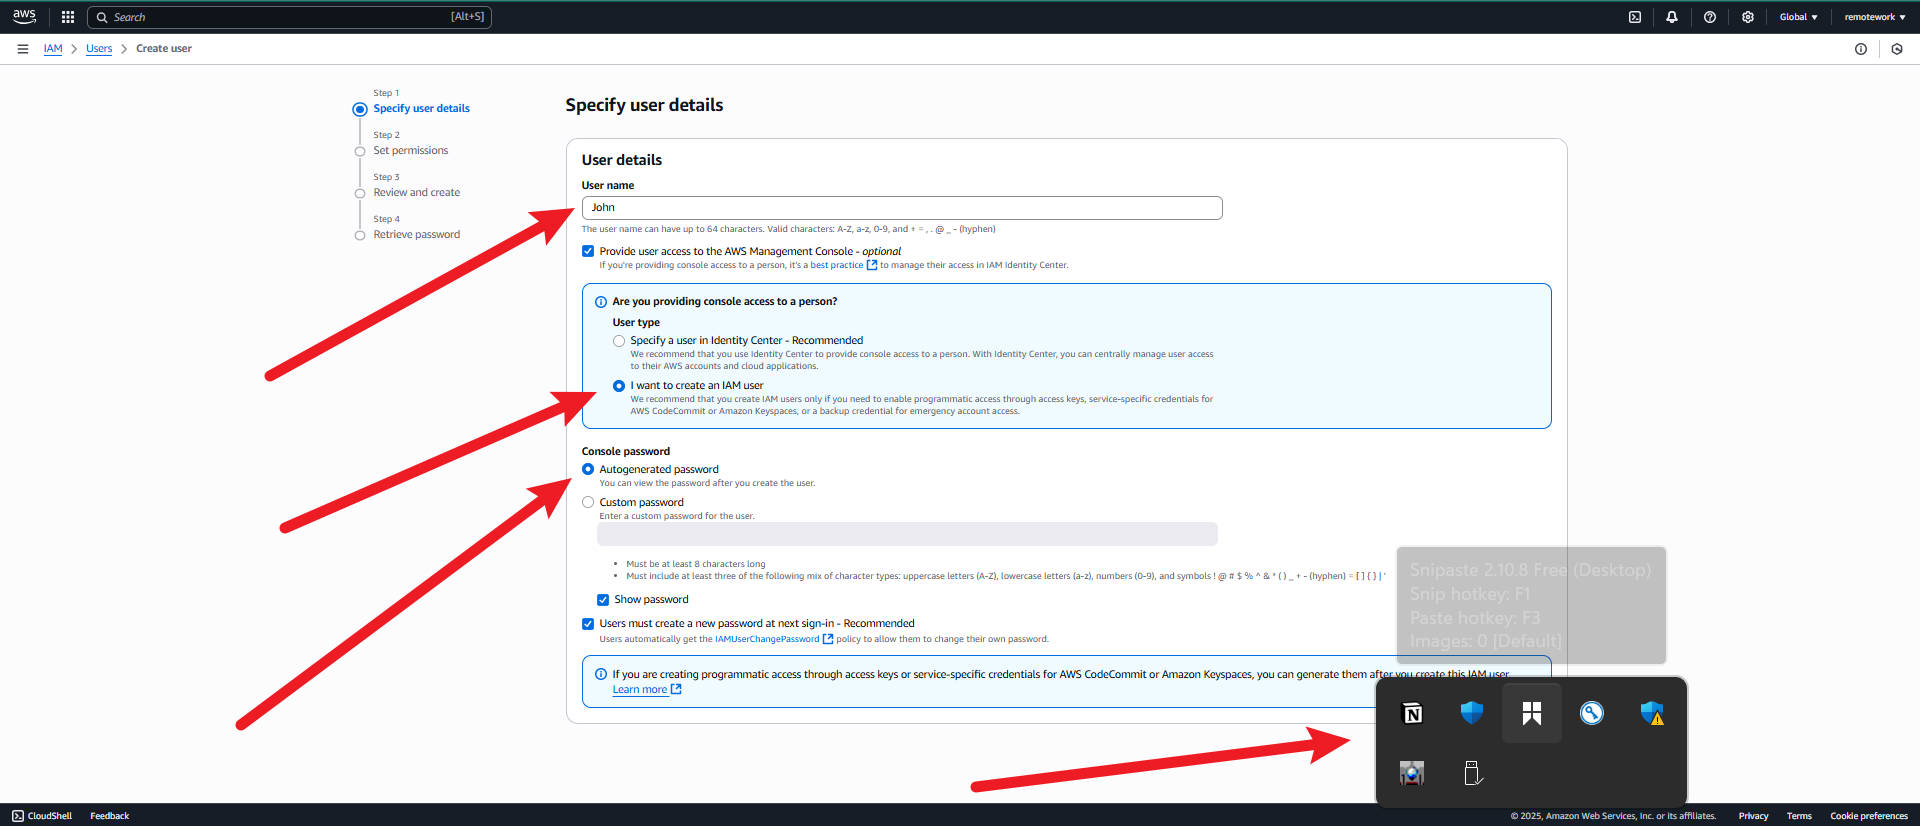 aws
Search
[Alt+S]
Global
remotework
IAM
Users
Create user
Step 1
Specify user details
Step 2
Set permissions
Step 3
Review and create
Step 4
Retrieve password
Specify user details
User details
User name
John
The user name can have up to 64 characters. Valid characters: A-Z, a-z, 0-9, and + = , . @ _ - (hyphen)
Provide user access to the AWS Management Console - optional
If you're providing console access to a person, it's a best practice to manage their access in IAM Identity Center.
Are you providing console access to a person?
User type
Specify a user in Identity Center - Recommended
We recommend that you use Identity Center to provide console access to a person. With Identity Center, you can centrally manage user access
to their AWS accounts and cloud applications.
I want to create an IAM user
We recommend that you create IAM users only if you need to enable programmatic access through access keys, service-specific credentials for
AWS CodeCommit or Amazon Keyspaces, or a backup credential for emergency account access.
Console password
Autogenerated password
You can view the password after you create the user.
Custom password
Enter a custom password for the user.
Must be at least 8 characters long
Must include at least three of the following mix of character types: uppercase letters (A-Z), lowercase letters (a-z), numbers (0-9), and symbols ! @ # $ % ^ & * ( ) _ + - (hyphen) = [ ] { } | '
Show password
Users must create a new password at next sign-in - Recommended
Users automatically get the IAMUserChangePassword policy to allow them to change their own password.
If you are creating programmatic access through access keys or service-specific credentials for AWS CodeCommit or Amazon Keyspaces, you can generate them after you create this IAM user.
Learn more
Snipaste 2.10.8 Free (Desktop)
Snip hotkey: F1
Paste hotkey: F3
Images: 0 [Default]
N
CloudShell
Feedback
© 2025, Amazon Web Services, Inc. or its affiliates.
Privacy
Terms
Cookie preferences